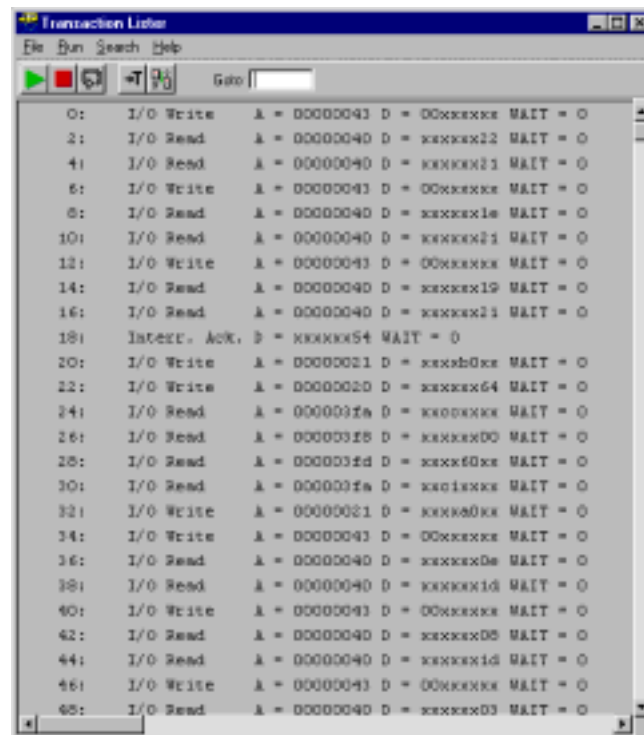 Transaction Lister
File Run Search Help
Goto
0: I/O Write A = 00000043 D = 00xxxxxx WAIT = 0
2: I/O Read A = 00000040 D = xxxxxx22 WAIT = 0
4: I/O Read A = 00000040 D = xxxxxx21 WAIT = 0
6: I/O Write A = 00000043 D = 00xxxxxx WAIT = 0
8: I/O Read A = 00000040 D = xxxxxx1e WAIT = 0
10: I/O Read A = 00000040 D = xxxxxx21 WAIT = 0
12: I/O Write A = 00000043 D = 00xxxxxx WAIT = 0
14: I/O Read A = 00000040 D = xxxxxx19 WAIT = 0
16: I/O Read A = 00000040 D = xxxxxx21 WAIT = 0
18: Interr. Ack. D = xxxxxx54 WAIT = 0
20: I/O Write A = 00000021 D = xxxxb0xx WAIT = 0
22: I/O Write A = 00000020 D = xxxxxx64 WAIT = 0
24: I/O Read A = 000003fa D = WAIT = 0
26: I/O Read A = 000003f8 D = xxxxxx00 WAIT = 0
28: I/O Read A = 000003fd D = xxxx60xx WAIT = 0
30: I/O Read A = 000003fa D = WAIT = 0
32: I/O Write A = 00000021 D = xxxxa0xx WAIT = 0
34: I/O Write A = 00000043 D = 00xxxxxx WAIT = 0
36: I/O Read A = 00000040 D = xxxxxx0e WAIT = 0
38: I/O Read A = 00000040 D = xxxxxx1d WAIT = 0
40: I/O Write A = 00000043 D = 00xxxxxx WAIT = 0
42: I/O Read A = 00000040 D = xxxxxx08 WAIT = 0
44: I/O Read A = 00000040 D = xxxxxx1d WAIT = 0
46: I/O Write A = 00000043 D = 00xxxxxx WAIT = 0
48: I/O Read A = 00000040 D = xxxxxx03 WAIT = 0